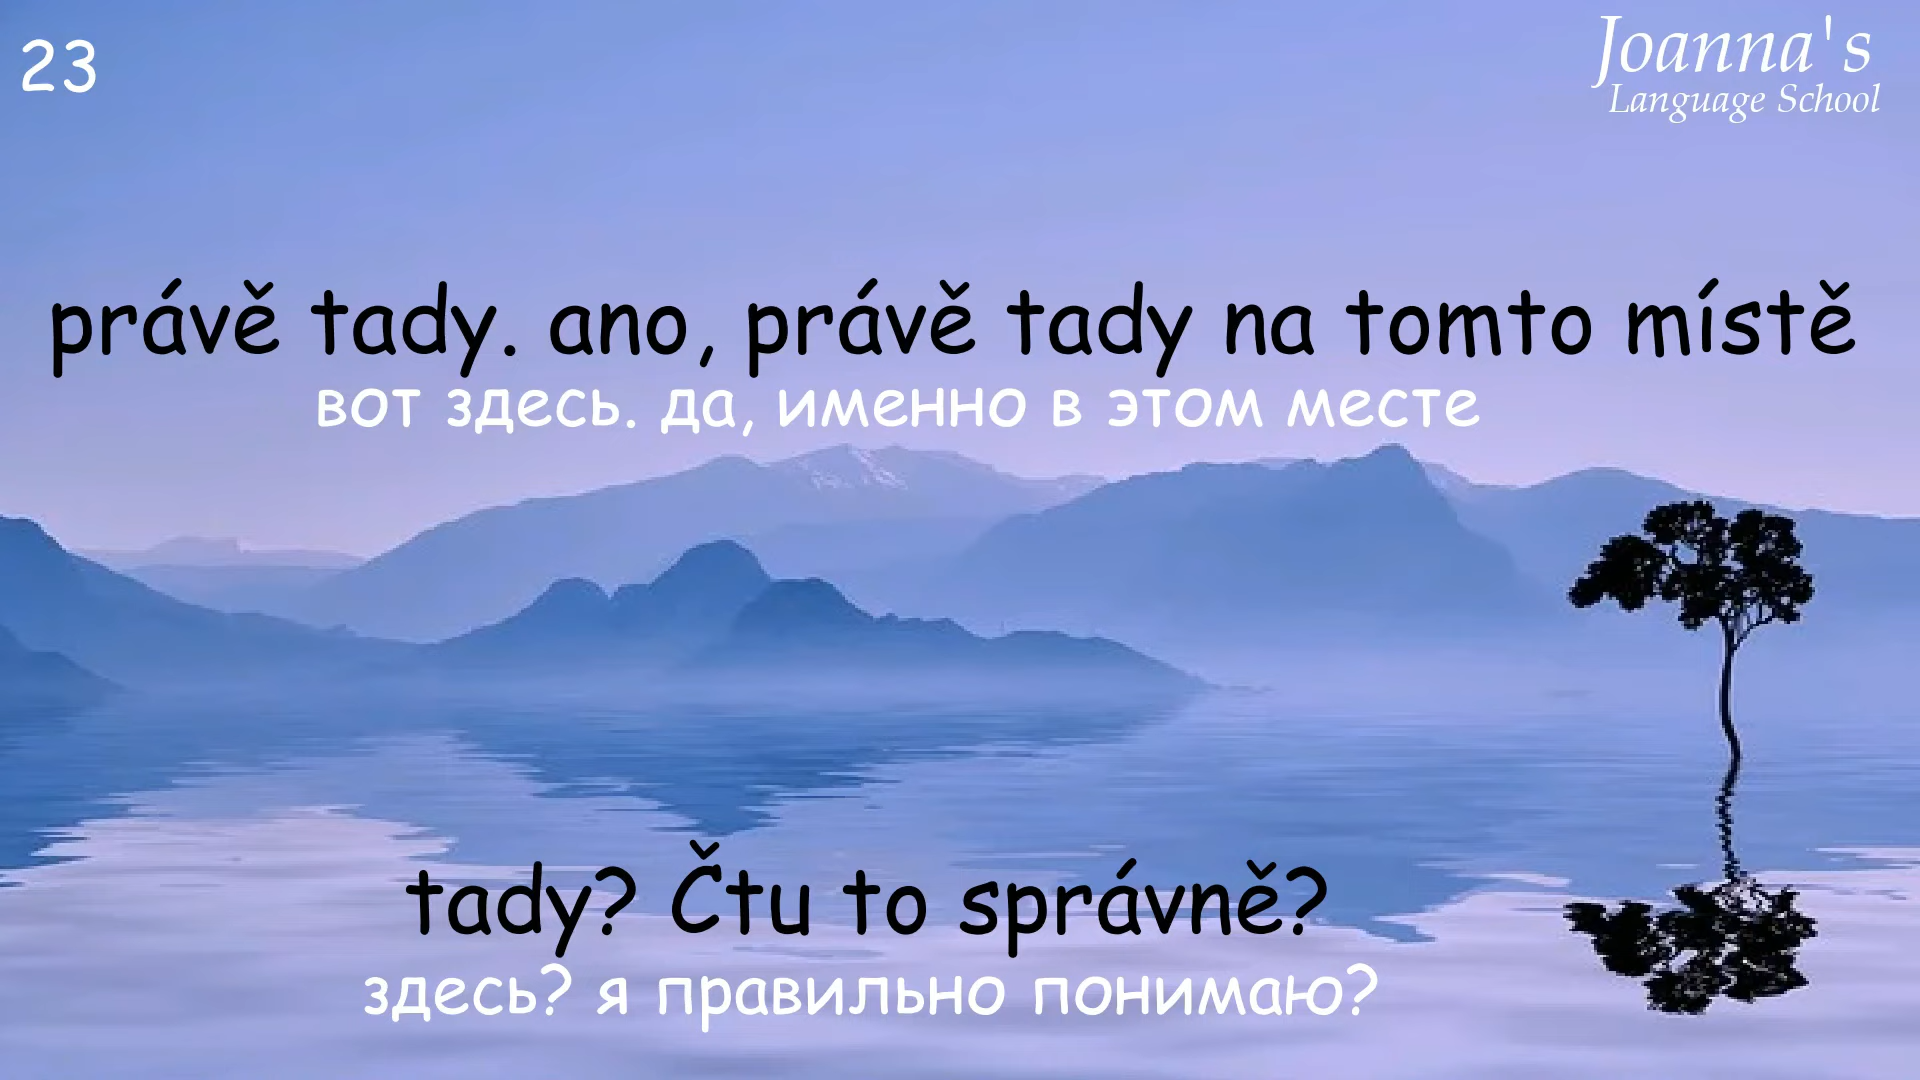 23
Joanna's
Language School
právě tady. ano, právě tady na tomto místě
вот здесь. да, именно в этом месте
tady? Čtu to správně?
здесь? я правильно понимаю?